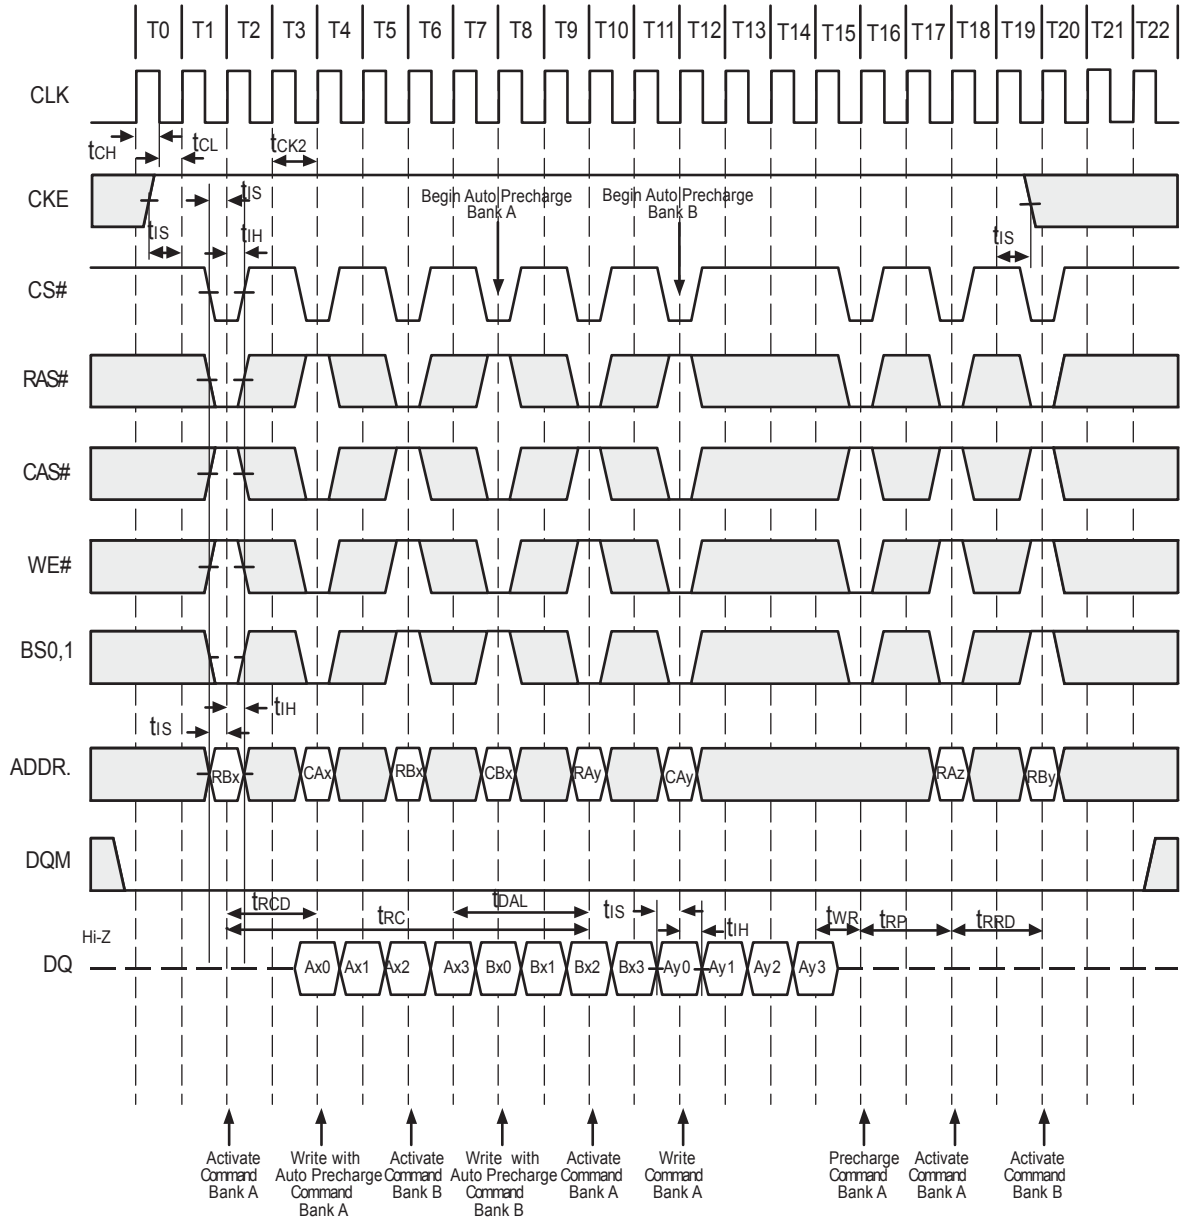 T0 T1 T2 T3 T4 T5 T6 T7 T8 T9 T10 T11 T12 T13 T14 T15 T16 T17 T18 T19 T20 T21 T22
CLK
tCH tCL tCK2
CKE
tIS
Begin Auto Precharge
Bank A
Begin Auto Precharge
Bank B
tIS tIH tIS
CS#
RAS#
CAS#
WE#
BS0,1
tIS tIH
ADDR.
RBx CAx RBx CBx RAy CAy RAz RBy
DQM
tRCD tRC tDAL tIS tIH tWR tRP tRRD
Hi-Z
DQ
Ax0 Ax1 Ax2 Ax3 Bx0 Bx1 Bx2 Bx3 Ay0 Ay1 Ay2 Ay3
Activate
Command
Bank A
Write with
Auto Precharge
Command
Bank A
Activate
Command
Bank B
Write with
Auto Precharge
Command
Bank B
Activate
Command
Bank A
Write
Command
Bank A
Precharge
Command
Bank A
Activate
Command
Bank A
Activate
Command
Bank B